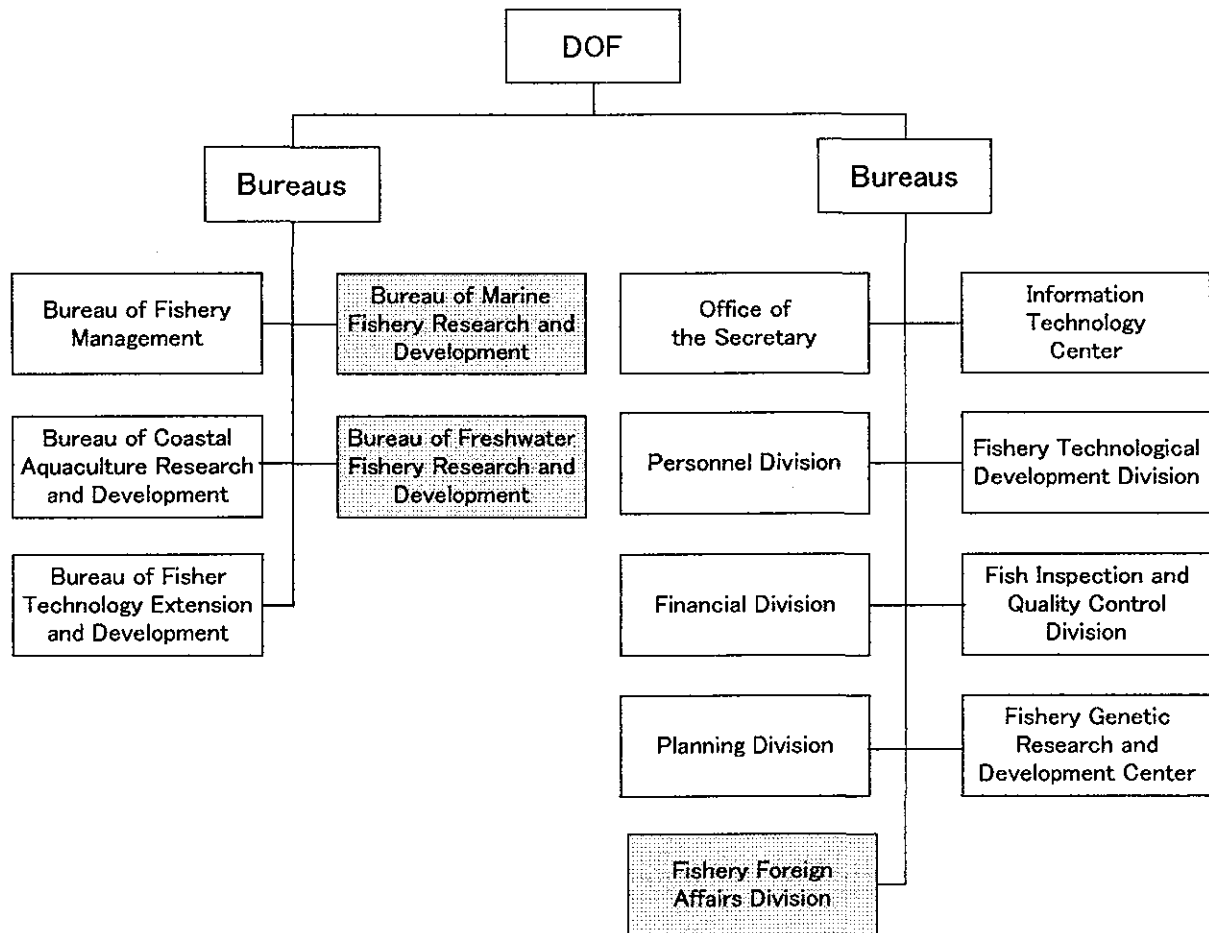 DOF
Bureaus
Bureaus
Bureau of Fishery
Management
Bureau of Marine
Fishery Research and
Development
Bureau of Coastal
Aquaculture Research
and Development
Bureau of Freshwater
Fishery Research and
Development
Bureau of Fisher
Technology Extension
and Development
Office of
the Secretary
Information
Technology
Center
Personnel Division
Fishery Technological
Development Division
Financial Division
Fish Inspection and
Quality Control
Division
Planning Division
Fishery Genetic
Research and
Development Center
Fishery Foreign
Affairs Division